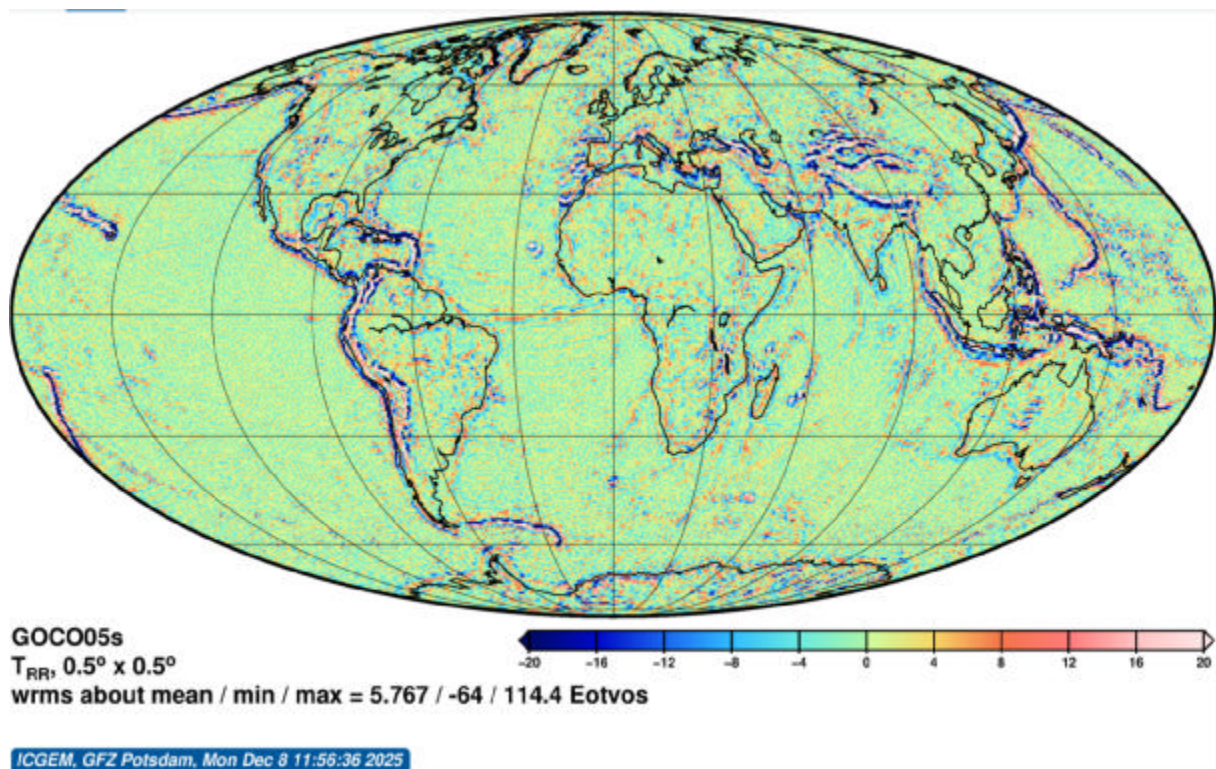 GOCO05s
T_RR, 0.5° x 0.5°
wrms about mean / min / max = 5.767 / -64 / 114.4 Eotvos
−20 −16 −12 −8 −4 0 4 8 12 16 20
ICGEM, GFZ Potsdam, Mon Dec 8 11:56:36 2025